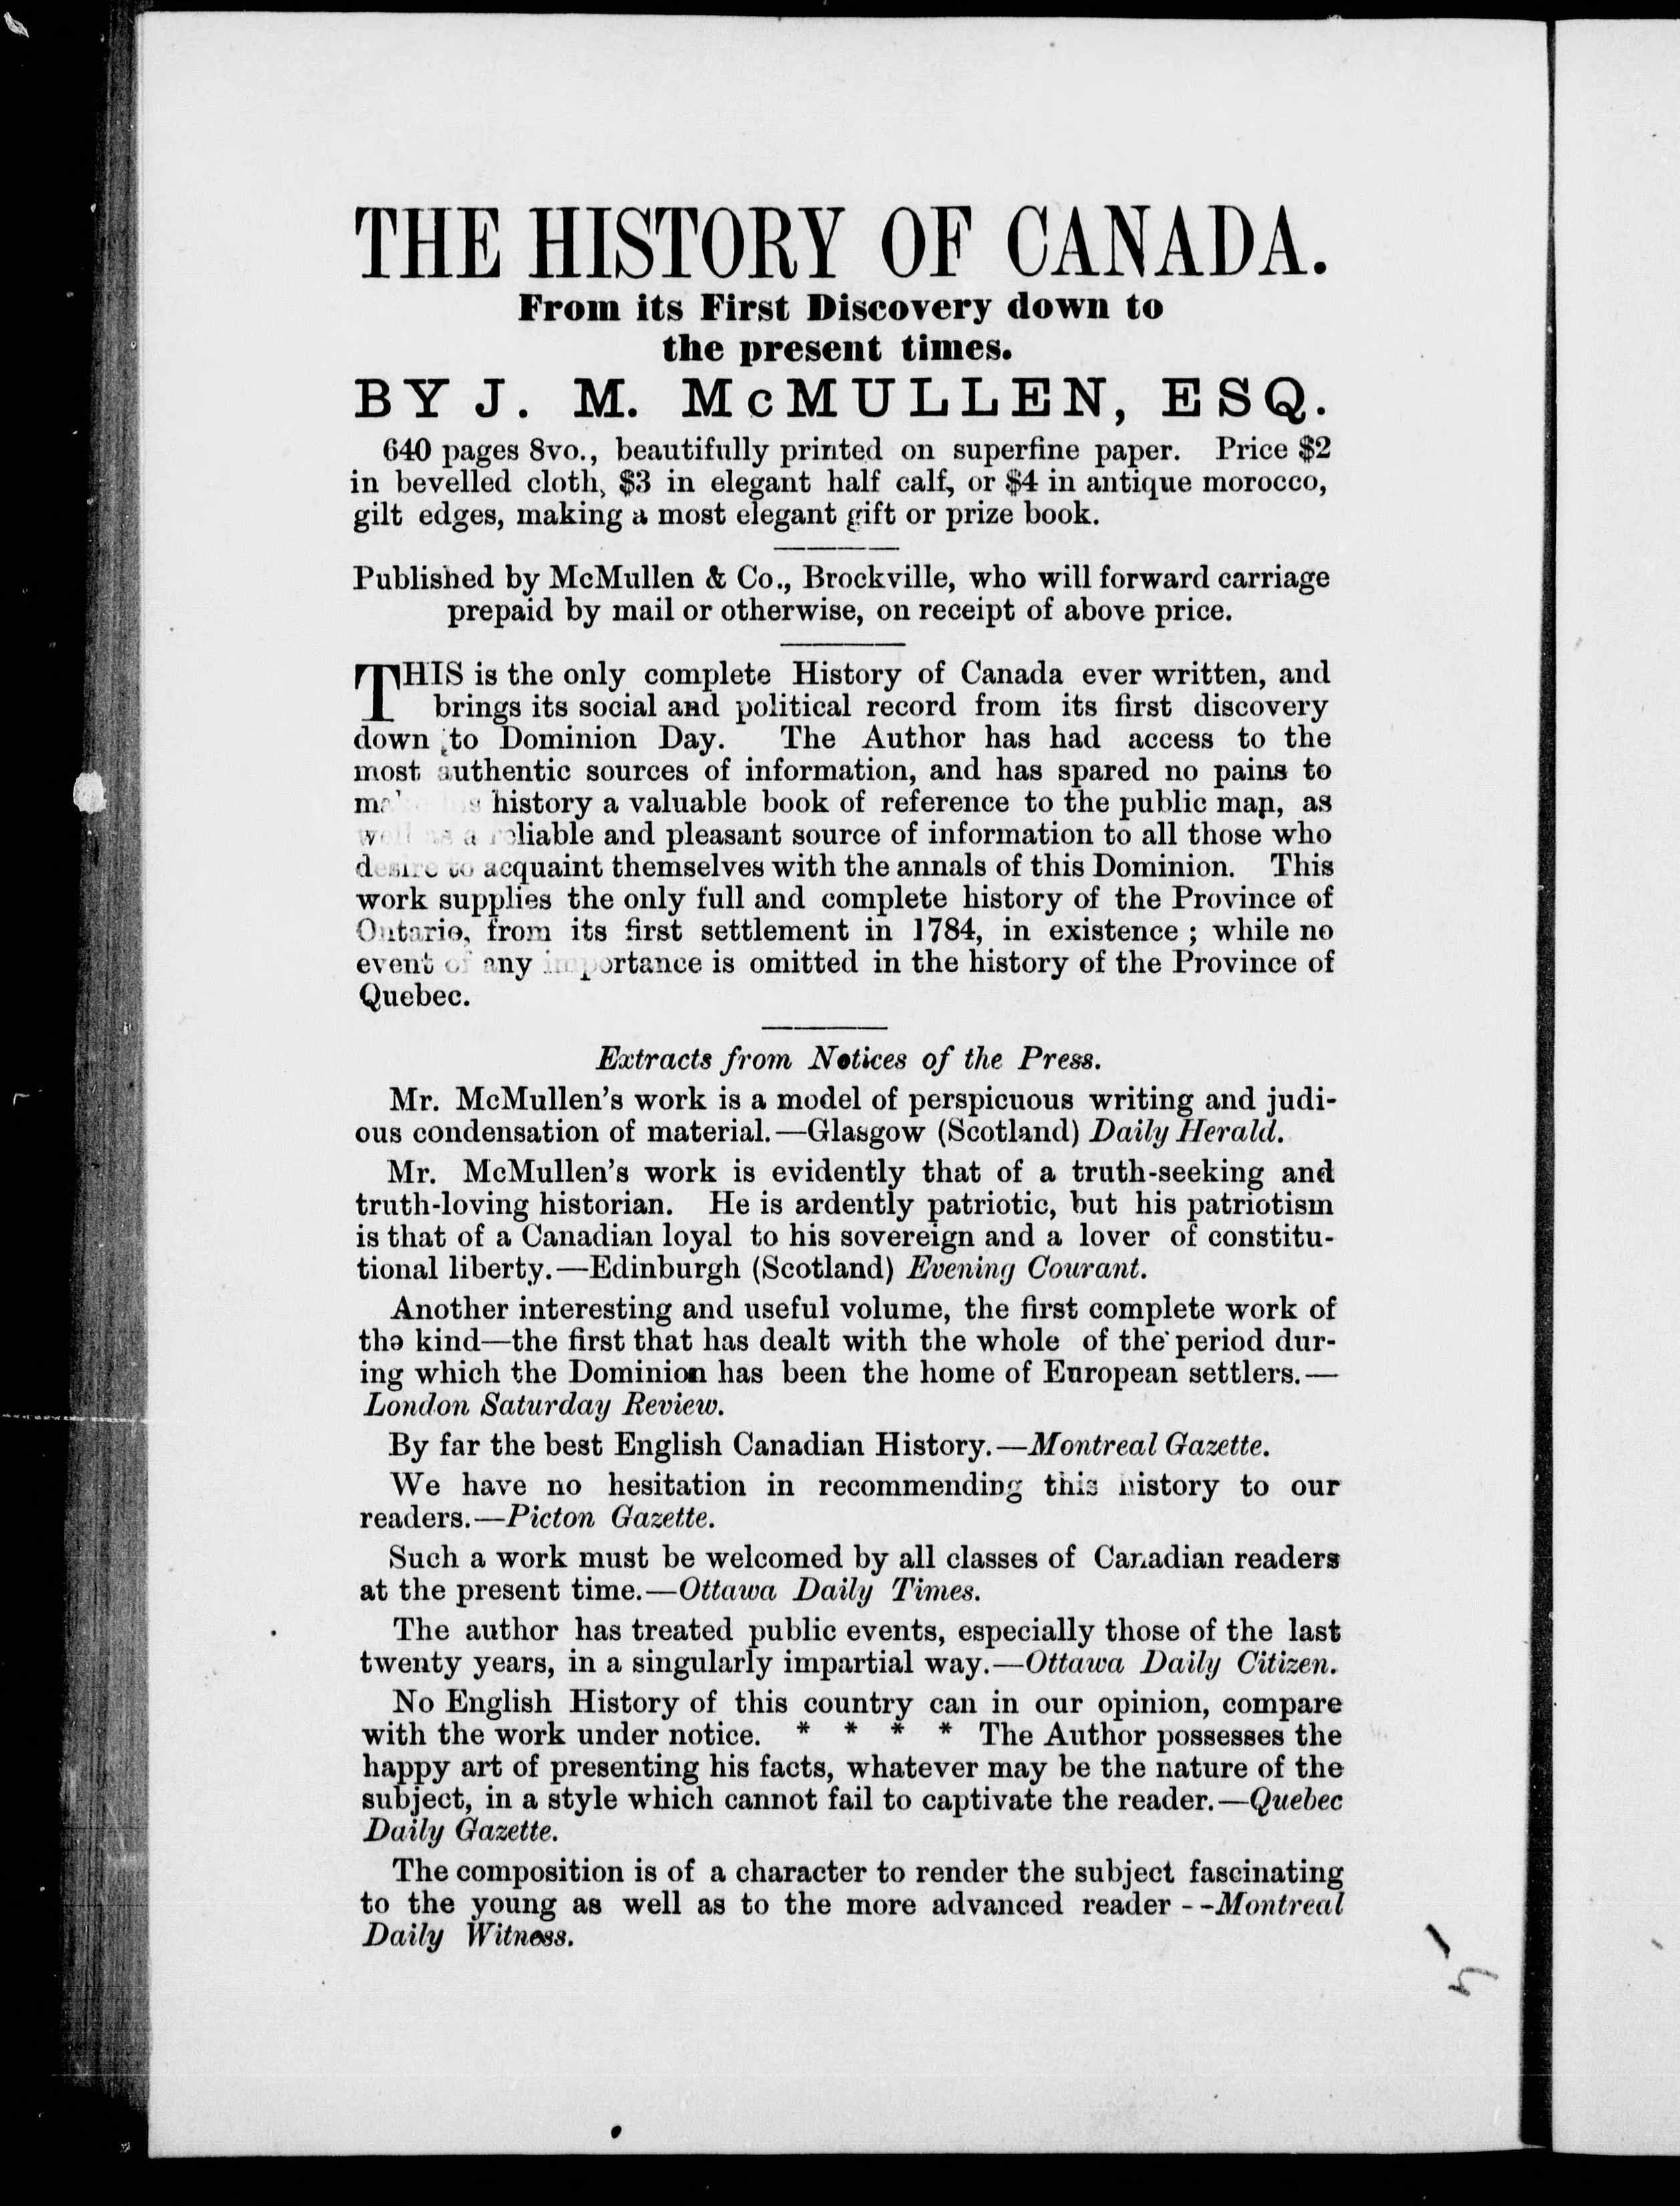 THE HISTORY OF CANADA.
From its First Discovery down to
the present times.
BY J. M. McMULLEN, ESQ.
640 pages 8vo., beautifully printed on superfine paper. Price $2
in bevelled cloth, $3 in elegant half calf, or $4 in antique morocco,
gilt edges, making a most elegant gift or prize book.
Published by McMullen & Co., Brockville, who will forward carriage
prepaid by mail or otherwise, on receipt of above price.
THIS is the only complete History of Canada ever written, and
brings its social and political record from its first discovery
down to Dominion Day. The Author has had access to the
most authentic sources of information, and has spared no pains to
history a valuable book of reference to the public man, as
well as a reliable and pleasant source of information to all those who
desire to acquaint themselves with the annals of this Dominion. This
work supplies the only full and complete history of the Province of
Ontario, from its first settlement in 1784, in existence ; while no
event of any importance is omitted in the history of the Province of
Quebec.
Extracts from Notices of the Press.
Mr. McMullen's work is a model of perspicuous writing and judi-
ous condensation of material.—Glasgow (Scotland) Daily Herald.
Mr. McMullen's work is evidently that of a truth-seeking and
truth-loving historian. He is ardently patriotic, but his patriotism
is that of a Canadian loyal to his sovereign and a lover of constitu-
tional liberty.—Edinburgh (Scotland) Evening Courant.
Another interesting and useful volume, the first complete work of
the kind—the first that has dealt with the whole of the period dur-
ing which the Dominion has been the home of European settlers.—
London Saturday Review.
By far the best English Canadian History.—Montreal Gazette.
We have no hesitation in recommending this history to our
readers.—Picton Gazette.
Such a work must be welcomed by all classes of Canadian readers
at the present time.—Ottawa Daily Times.
The author has treated public events, especially those of the last
twenty years, in a singularly impartial way.—Ottawa Daily Citizen.
No English History of this country can in our opinion, compare
with the work under notice. * * * * The Author possesses the
happy art of presenting his facts, whatever may be the nature of the
subject, in a style which cannot fail to captivate the reader.—Quebec
Daily Gazette.
The composition is of a character to render the subject fascinating
to the young as well as to the more advanced reader - -Montreal
Daily Witness.